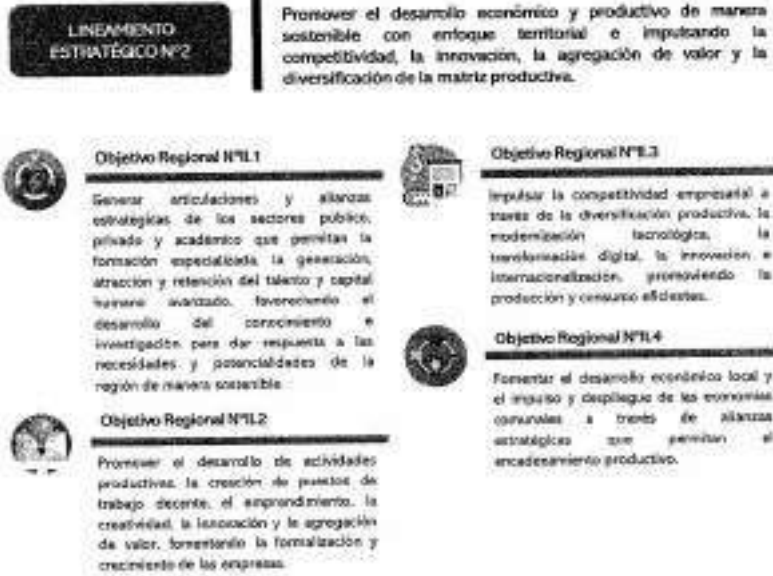 LINEAMIENTO
ESTRATÉGICO N°2
Promover el desarrollo económico y productivo de manera
sostenible con enfoque territorial e impulsando la
competitividad, la innovación, la agregación de valor y la
diversificación de la matriz productiva.
Objetivo Regional N°II.1
Generar articulaciones y alianzas
estratégicas de los sectores público,
privado y académico que permitan la
formación especializada, la generación,
atracción y retención del talento y capital
humano avanzado, favoreciendo el
desarrollo del conocimiento e
investigación para dar respuesta a las
necesidades y potencialidades de la
región de manera sostenible
Objetivo Regional N°II.2
Promover el desarrollo de actividades
productivas, la creación de puestos de
trabajo decente, el emprendimiento, la
creatividad, la innovación y la agregación
de valor, fomentando la formalización y
crecimiento de las empresas.
Objetivo Regional N°II.3
Impulsar la competitividad empresarial a
través de la diversificación productiva, la
modernización tecnológica, la
transformación digital, la innovación e
internacionalización, promoviendo la
producción y consumo eficientes.
Objetivo Regional N°II.4
Fomentar el desarrollo económico local y
el impulso y despliegue de las economías
comunales a través de alianzas
estratégicas que permitan el
encadenamiento productivo.